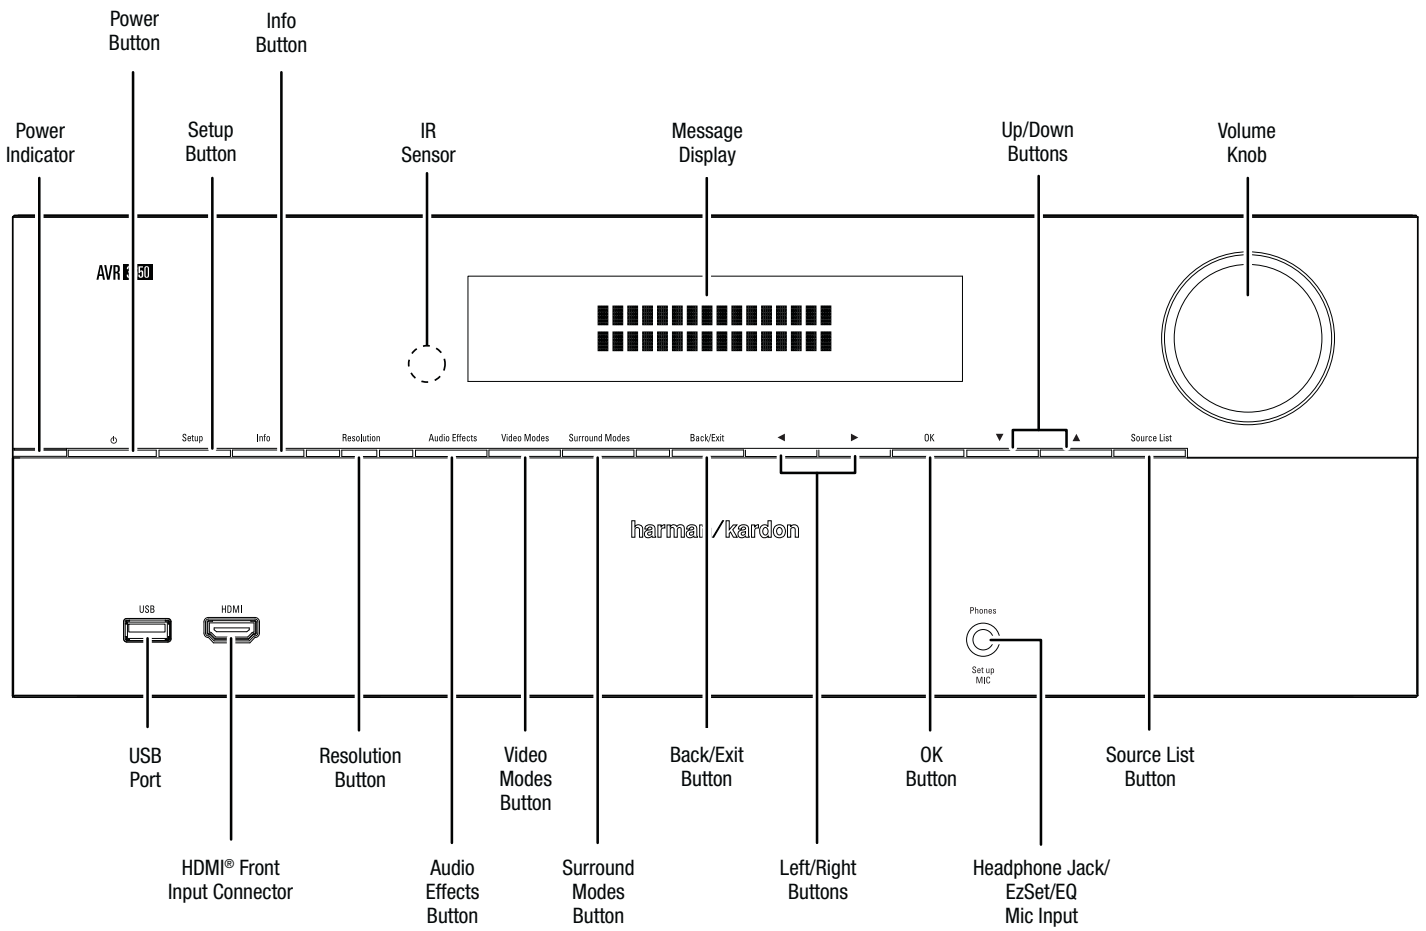 Power
Button
Info
Button
Power
Indicator
Setup
Button
IR
Sensor
Message
Display
Up/Down
Buttons
Volume
Knob
AVR
Setup
Info
Resolution
Audio Effects
Video Modes
Surround Modes
Back/Exit
OK
Source List
harman/kardon
USB
HDMI
Phones
Set up
MIC
USB
Port
Resolution
Button
Video
Modes
Button
Back/Exit
Button
OK
Button
Source List
Button
HDMI® Front
Input Connector
Audio
Effects
Button
Surround
Modes
Button
Left/Right
Buttons
Headphone Jack/
EzSet/EQ
Mic Input